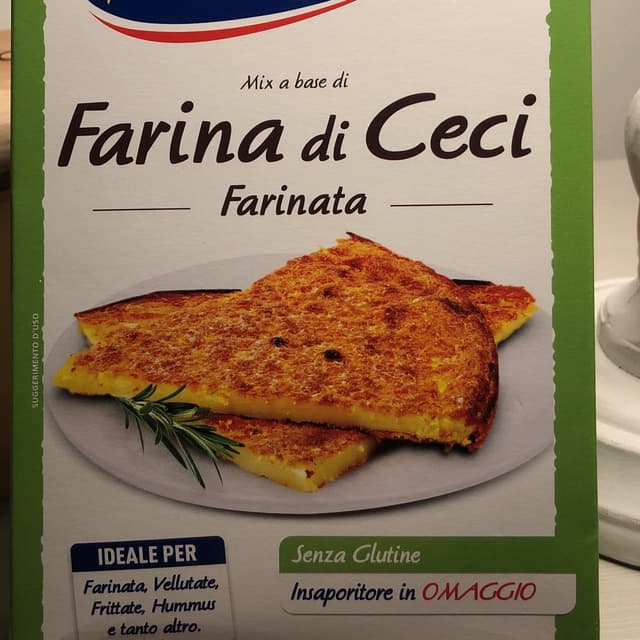 Mix a base di
Farina di Ceci
Farinata
SUGGERIMENTO D'USO
IDEALE PER
Farinata, Vellutate,
Frittate, Hummus
e tanto altro.
Senza Glutine
Insaporitore in OMAGGIO